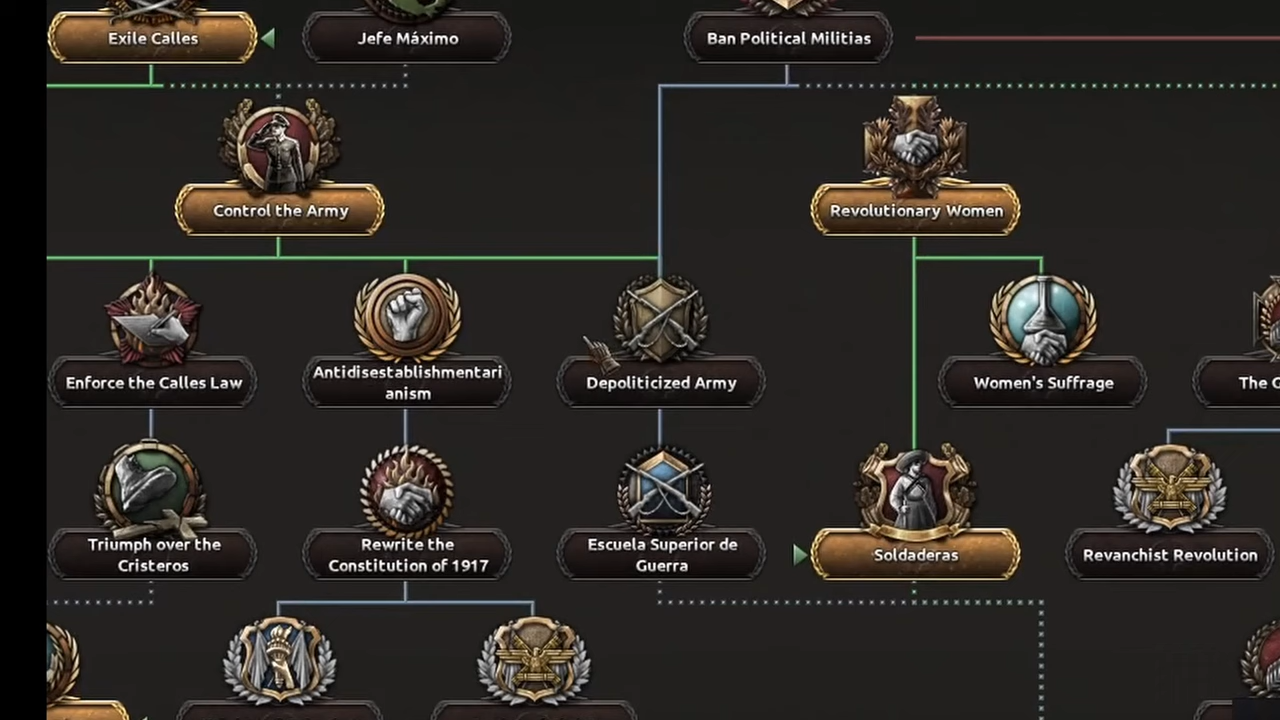 Exile Calles
Jefe Máximo
Ban Political Militias
Control the Army
Revolutionary Women
Enforce the Calles Law
Antidisestablishmentari
anism
Depoliticized Army
Women's Suffrage
The
Triumph over the
Cristeros
Rewrite the
Constitution of 1917
Escuela Superior de
Guerra
Soldaderas
Revanchist Revolution